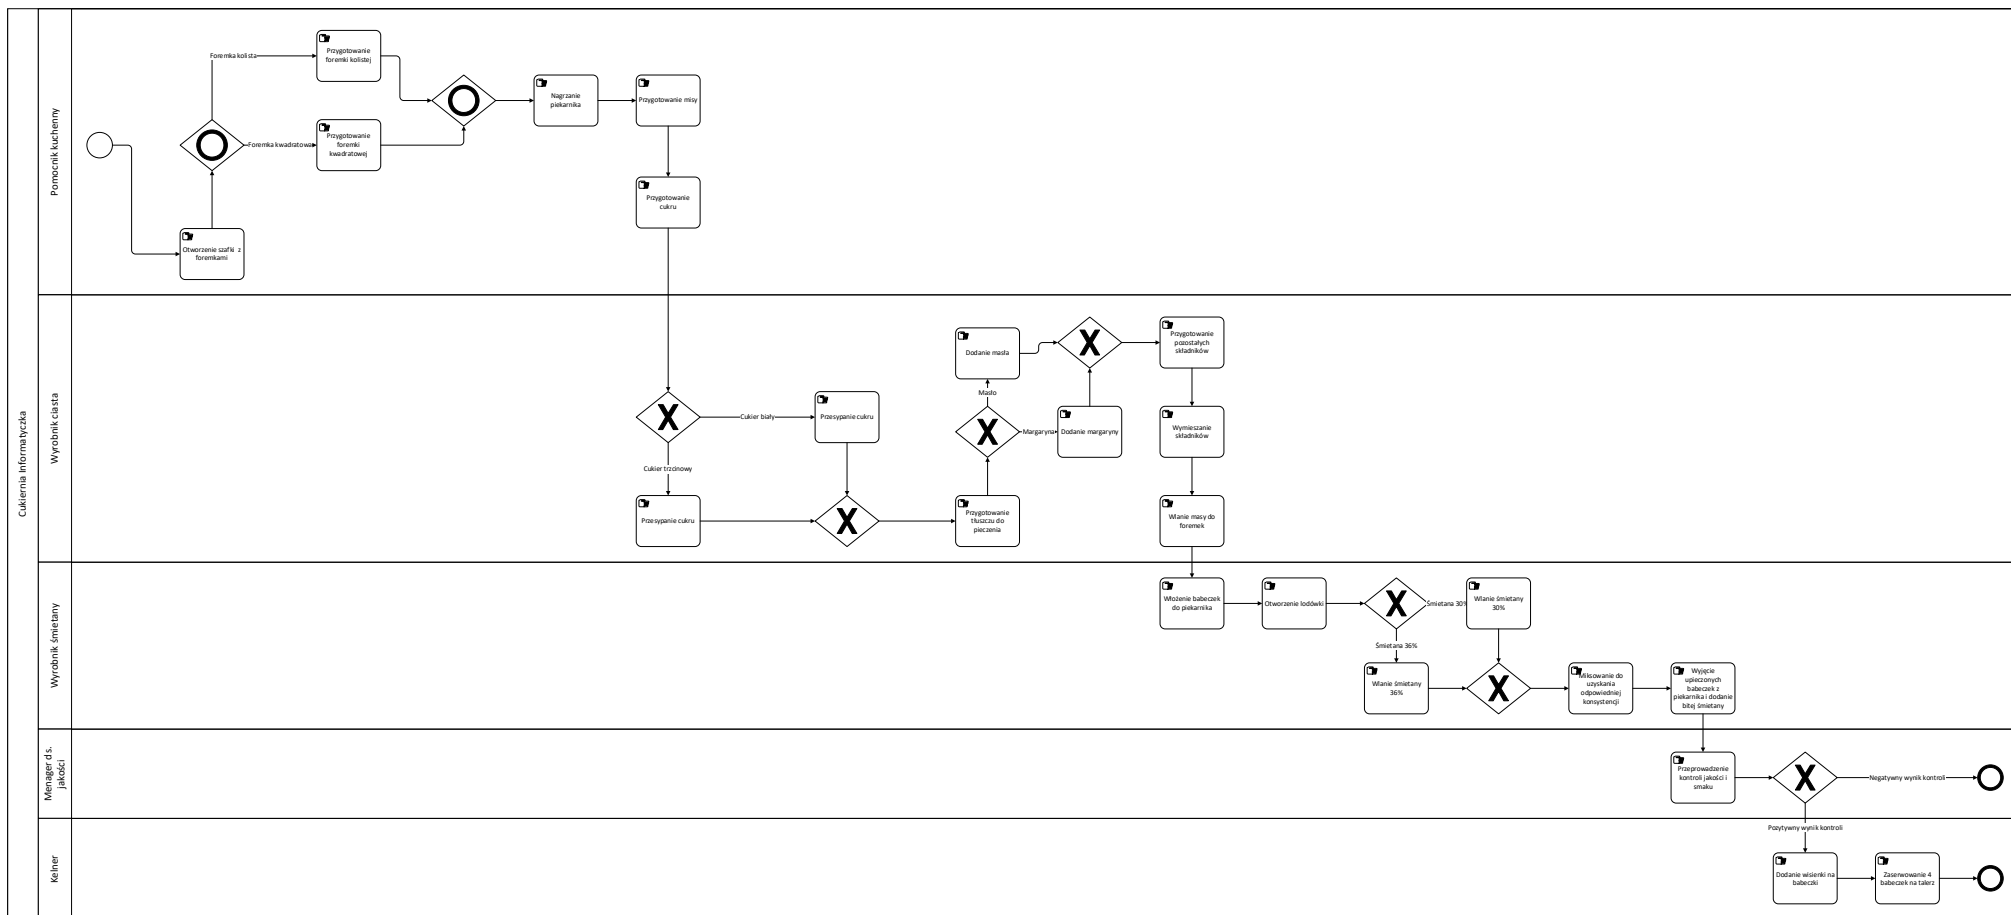 Cukiernia Informatyczka
Pomocnik kuchenny
Foremka kolista
Przygotowanie
foremki kolistej
Foremka kwadratowa
Przygotowanie
foremki
kwadratowej
Otworzenie szafki z
foremkami
Nagrzanie
piekarnika
Przygotowanie misy
Przygotowanie
cukru
Wyrobnik ciasta
Cukier biały
Przesypanie cukru
Cukier trzcinowy
Przesypanie cukru
Przygotowanie
tłuszczu do
pieczenia
Masło
Dodanie masła
Margaryna
Dodanie margaryny
Przygotowanie
pozostałych
składników
Wymieszanie
składników
Wlanie masy do
foremek
Wyrobnik śmietany
Włożenie babeczek
do piekarnika
Otworzenie lodówki
Śmietana 30%
Wlanie śmietany
30%
Śmietana 36%
Wlanie śmietany
36%
Miksowanie do
uzyskania
odpowiedniej
konsystencji
Wyjęcie
upieczonych
babeczek z
piekarnika i dodanie
bitej śmietany
Menager ds.
jakości
Przeprowadzenie
kontroli jakości i
smaku
Negatywny wynik kontroli
Pozytywny wynik kontroli
Kelner
Dodanie wisienki na
babeczki
Zaserwowanie 4
babeczek na talerz